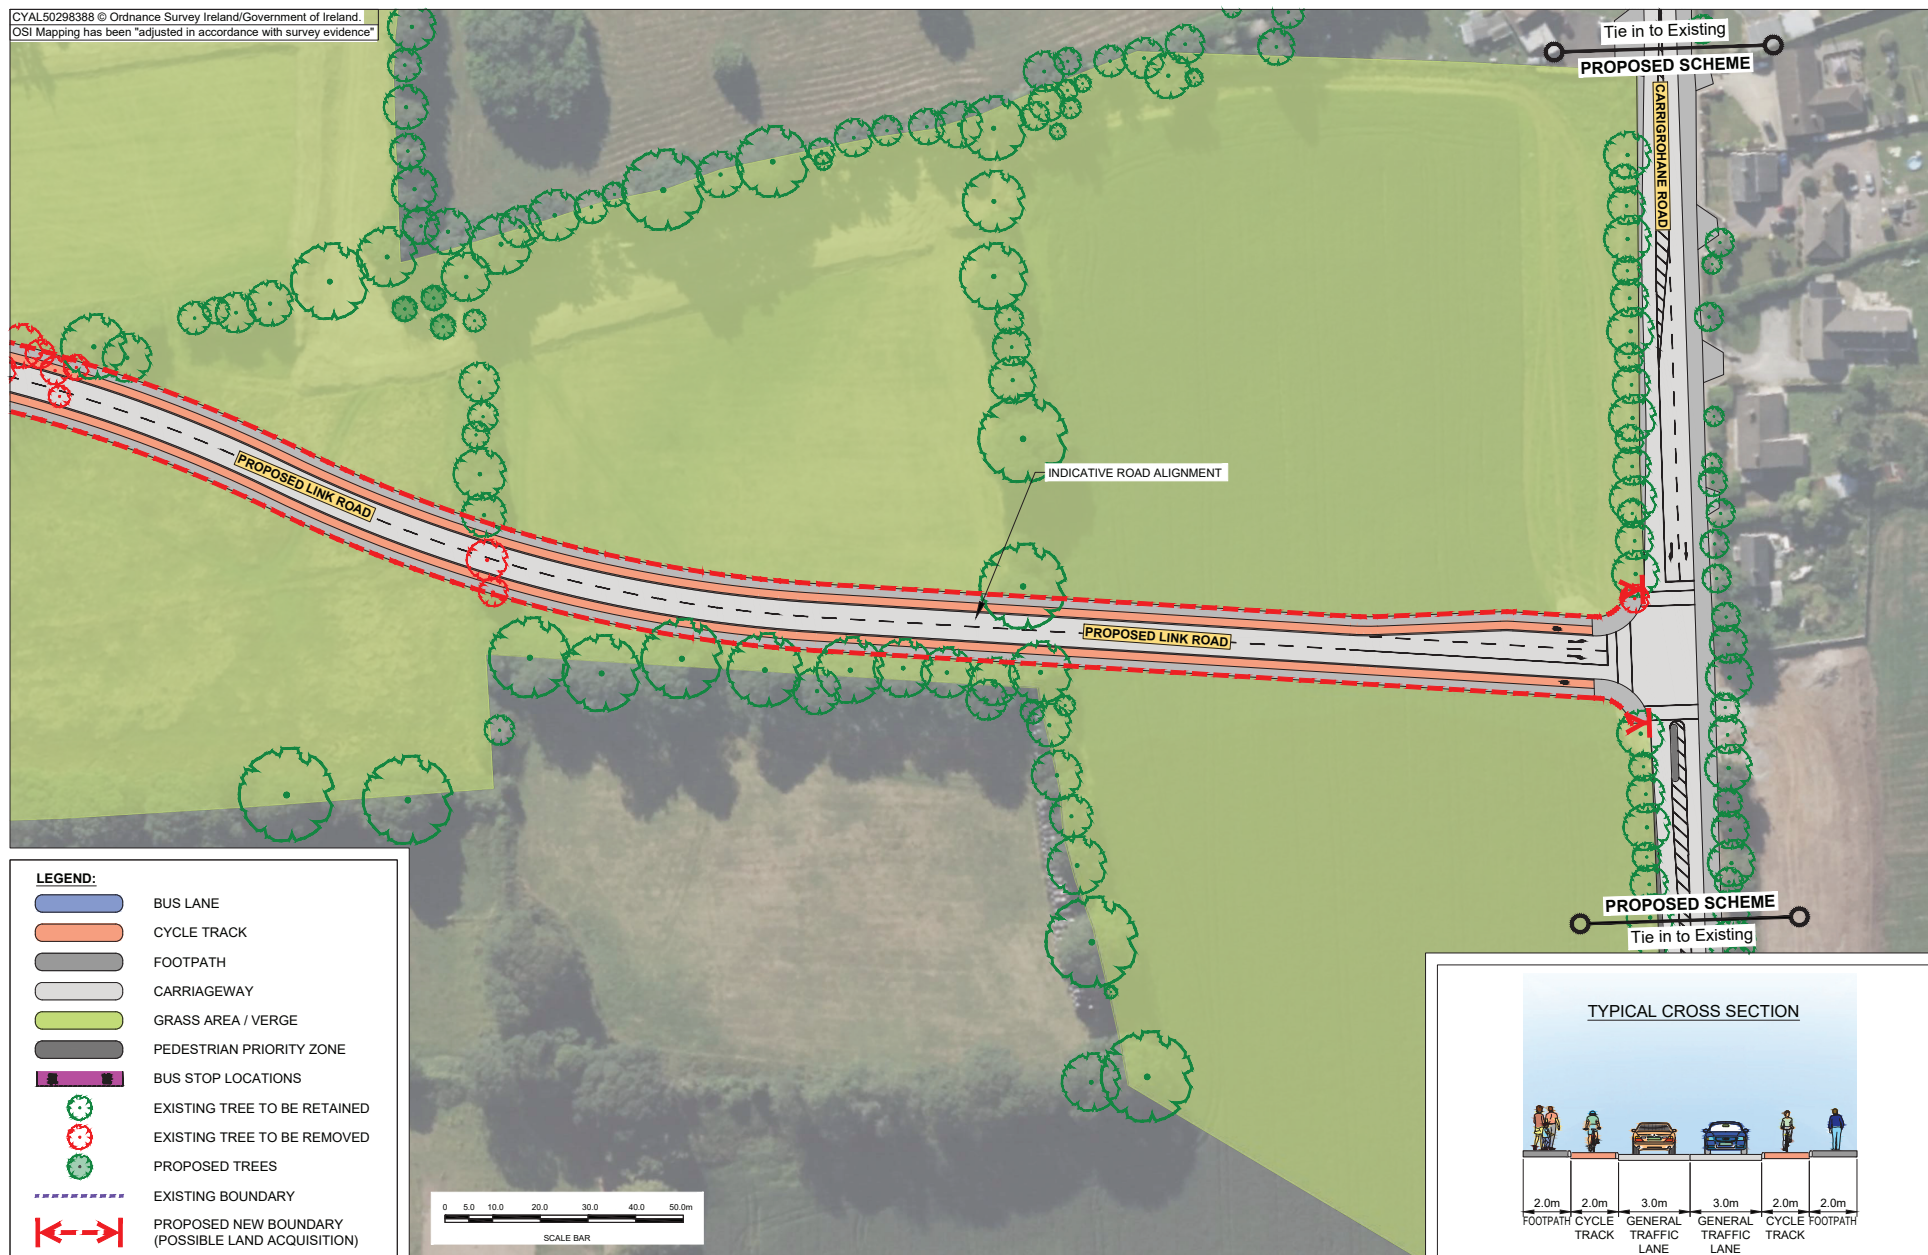 CYAL50298388 © Ordnance Survey Ireland/Government of Ireland.
OSI Mapping has been "adjusted in accordance with survey evidence"
Tie in to Existing
PROPOSED SCHEME
CARRIGROHANE ROAD
PROPOSED LINK ROAD
INDICATIVE ROAD ALIGNMENT
PROPOSED LINK ROAD
PROPOSED SCHEME
Tie in to Existing
LEGEND:
BUS LANE
CYCLE TRACK
FOOTPATH
CARRIAGEWAY
GRASS AREA / VERGE
PEDESTRIAN PRIORITY ZONE
BUS STOP LOCATIONS
EXISTING TREE TO BE RETAINED
EXISTING TREE TO BE REMOVED
PROPOSED TREES
EXISTING BOUNDARY
PROPOSED NEW BOUNDARY
(POSSIBLE LAND ACQUISITION)
0 5.0 10.0 20.0 30.0 40.0 50.0m
SCALE BAR
TYPICAL CROSS SECTION
2.0m 2.0m 3.0m 3.0m 2.0m 2.0m
FOOTPATH CYCLE GENERAL GENERAL CYCLE FOOTPATH
TRACK TRAFFIC TRAFFIC TRACK
LANE LANE